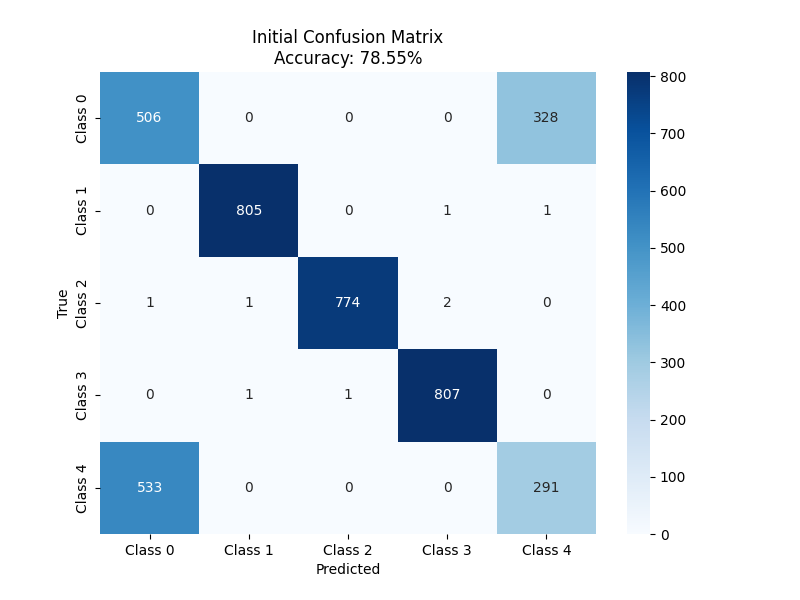 Initial Confusion Matrix
Accuracy: 78.55%
True
Class 0
506 0 0 0 328
Class 1
0 805 0 1 1
Class 2
1 1 774 2 0
Class 3
0 1 1 807 0
Class 4
533 0 0 0 291
Class 0 Class 1 Class 2 Class 3 Class 4
Predicted
800
700
600
500
400
300
200
100
0